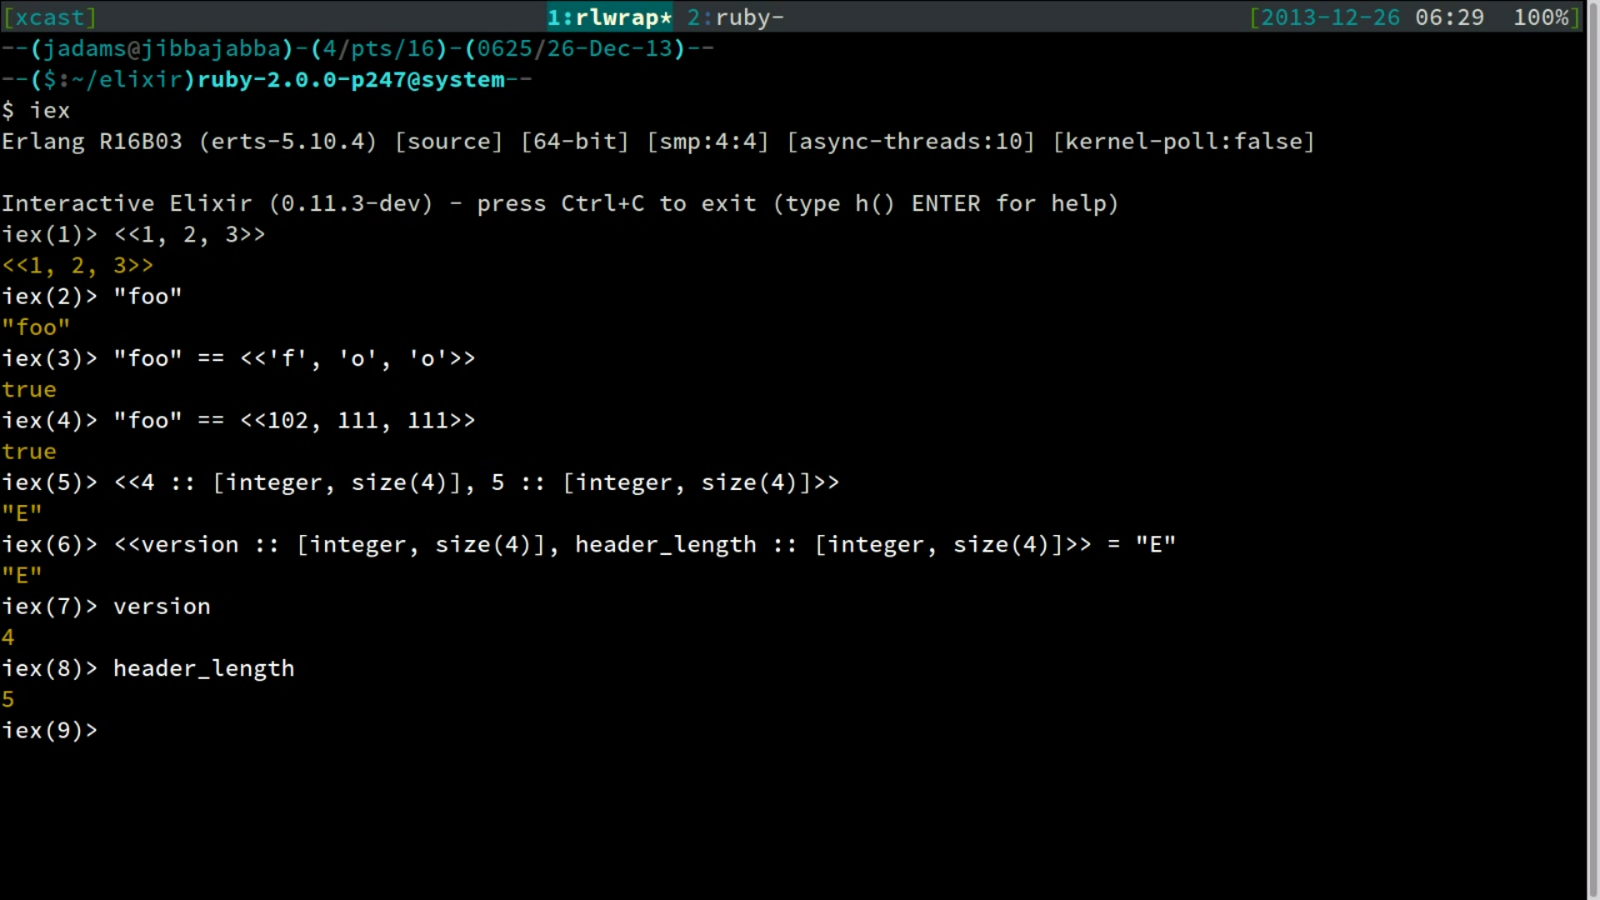 [xcast] 1:rlwrap* 2:ruby- [2013-12-26 06:29 100%]
--(jadams@jibbajabba)-(4/pts/16)-(0625/26-Dec-13)--
--($:~/elixir)ruby-2.0.0-p247@system--
$ iex
Erlang R16B03 (erts-5.10.4) [source] [64-bit] [smp:4:4] [async-threads:10] [kernel-poll:false]
Interactive Elixir (0.11.3-dev) - press Ctrl+C to exit (type h() ENTER for help)
iex(1)> <<1, 2, 3>>
<<1, 2, 3>>
iex(2)> "foo"
"foo"
iex(3)> "foo" == <<'f', 'o', 'o'>>
true
iex(4)> "foo" == <<102, 111, 111>>
true
iex(5)> <<4 :: [integer, size(4)], 5 :: [integer, size(4)]>>
"E"
iex(6)> <<version :: [integer, size(4)], header_length :: [integer, size(4)]>> = "E"
"E"
iex(7)> version
4
iex(8)> header_length
5
iex(9)>